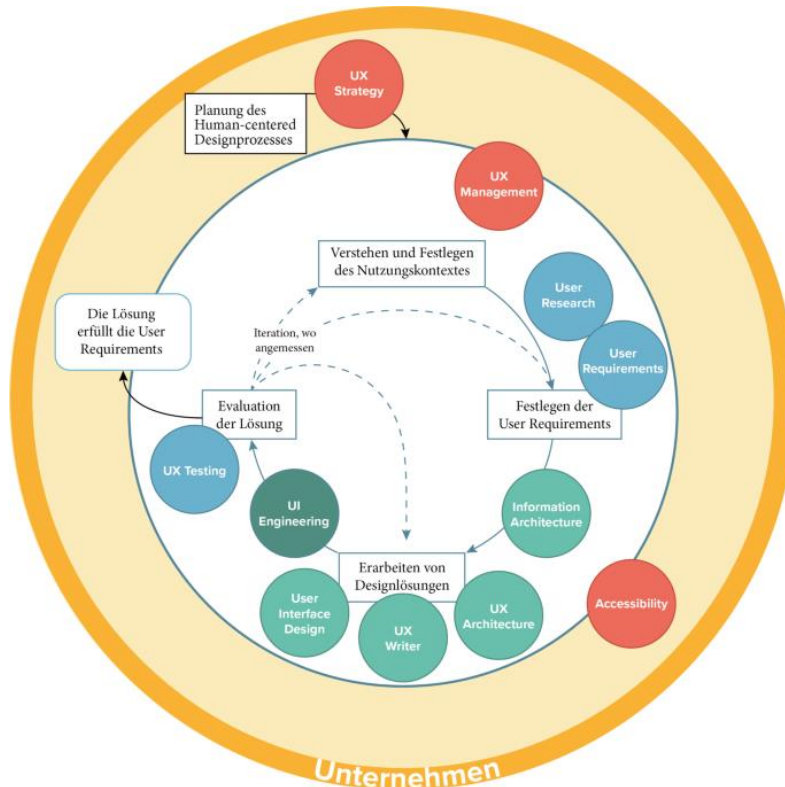 UX
Strategy
Planung des
Human-centered
Designprozesses
UX
Management
Verstehen und Festlegen
des Nutzungskontextes
User
Research
Die Lösung
erfüllt die User
Requirements
Iteration, wo
angemessen
User
Requirements
Evaluation
der Lösung
Festlegen der
User Requirements
UX Testing
UI
Engineering
Information
Architecture
Erarbeiten von
Designlösungen
User
Interface
Design
UX
Writer
UX
Architecture
Accessibility
Unternehmen